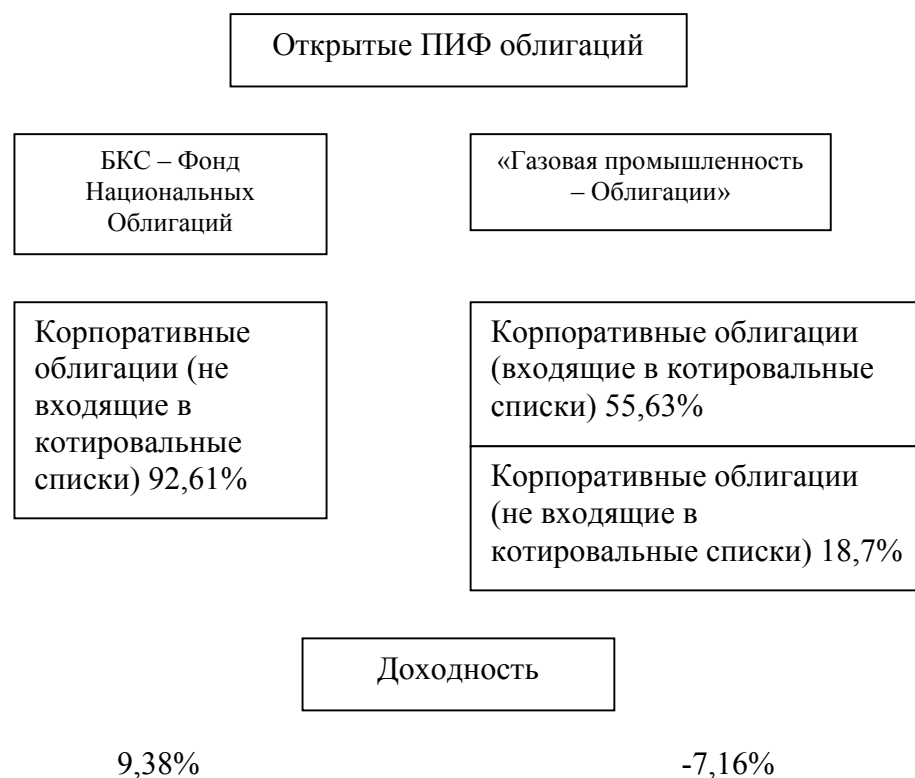 Открытые ПИФ облигаций
БКС – Фонд
Национальных
Облигаций
«Газовая промышленность
– Облигации»
Корпоративные
облигации (не
входящие в
котировальные
списки) 92,61%
Корпоративные облигации
(входящие в котировальные
списки) 55,63%
Корпоративные облигации
(не входящие в
котировальные списки) 18,7%
Доходность
9,38%
-7,16%